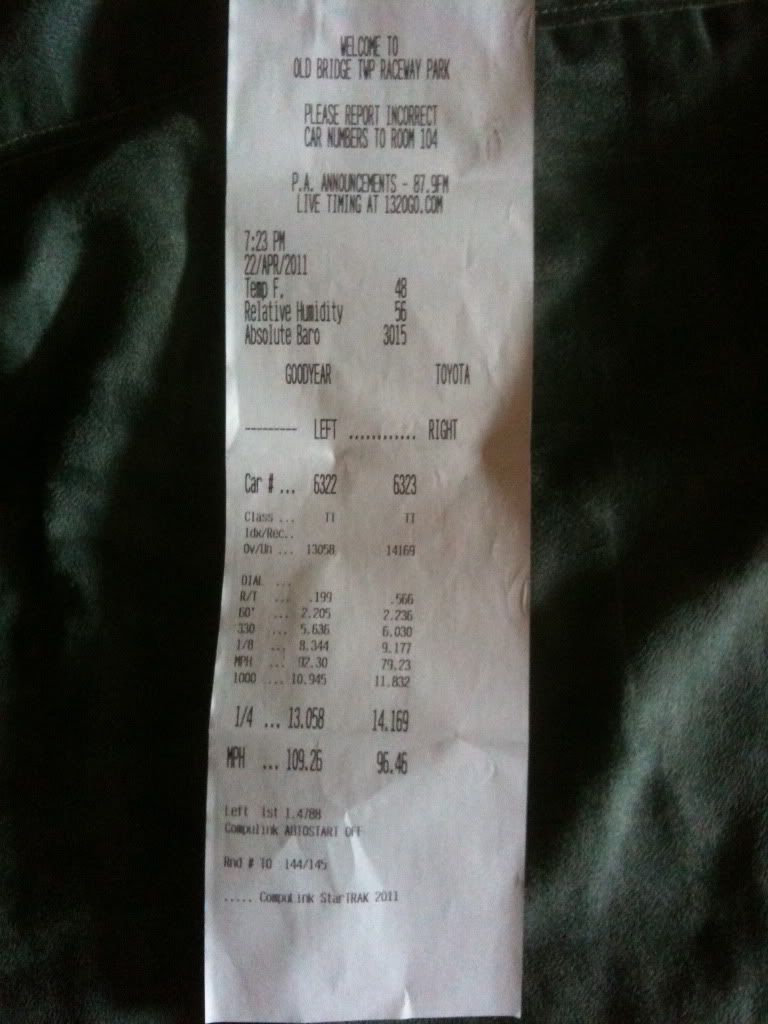 WELCOME TO
OLD BRIDGE TWP RACEWAY PARK
PLEASE REPORT INCORRECT
CAR NUMBERS TO ROOM 104
P.A. ANNOUNCEMENTS - 87.9FM
LIVE TIMING AT 1320GO.COM
7:23 PM
22/APR/2011
Temp F. 48
Relative Humidity 56
Absolute Baro 3015
GOODYEAR TOYOTA
--------- LEFT ............ RIGHT
Car # ... 6322 6323
Class ... TT TT
Idx/Rec..
Ov/Un ... 13058 14169
DIAL ...
R/T ... .199 .566
60' ... 2.205 2.236
330 ... 5.636 6.030
1/8 ... 8.344 9.177
MPH ... 82.30 79.23
1000 ... 10.945 11.832
1/4 ... 13.058 14.169
MPH ... 109.26 96.46
Left 1st 1.4788
Compulink AUTOSTART OFF
Rnd # TO 144/145
..... CompuLink StarTRAK 2011